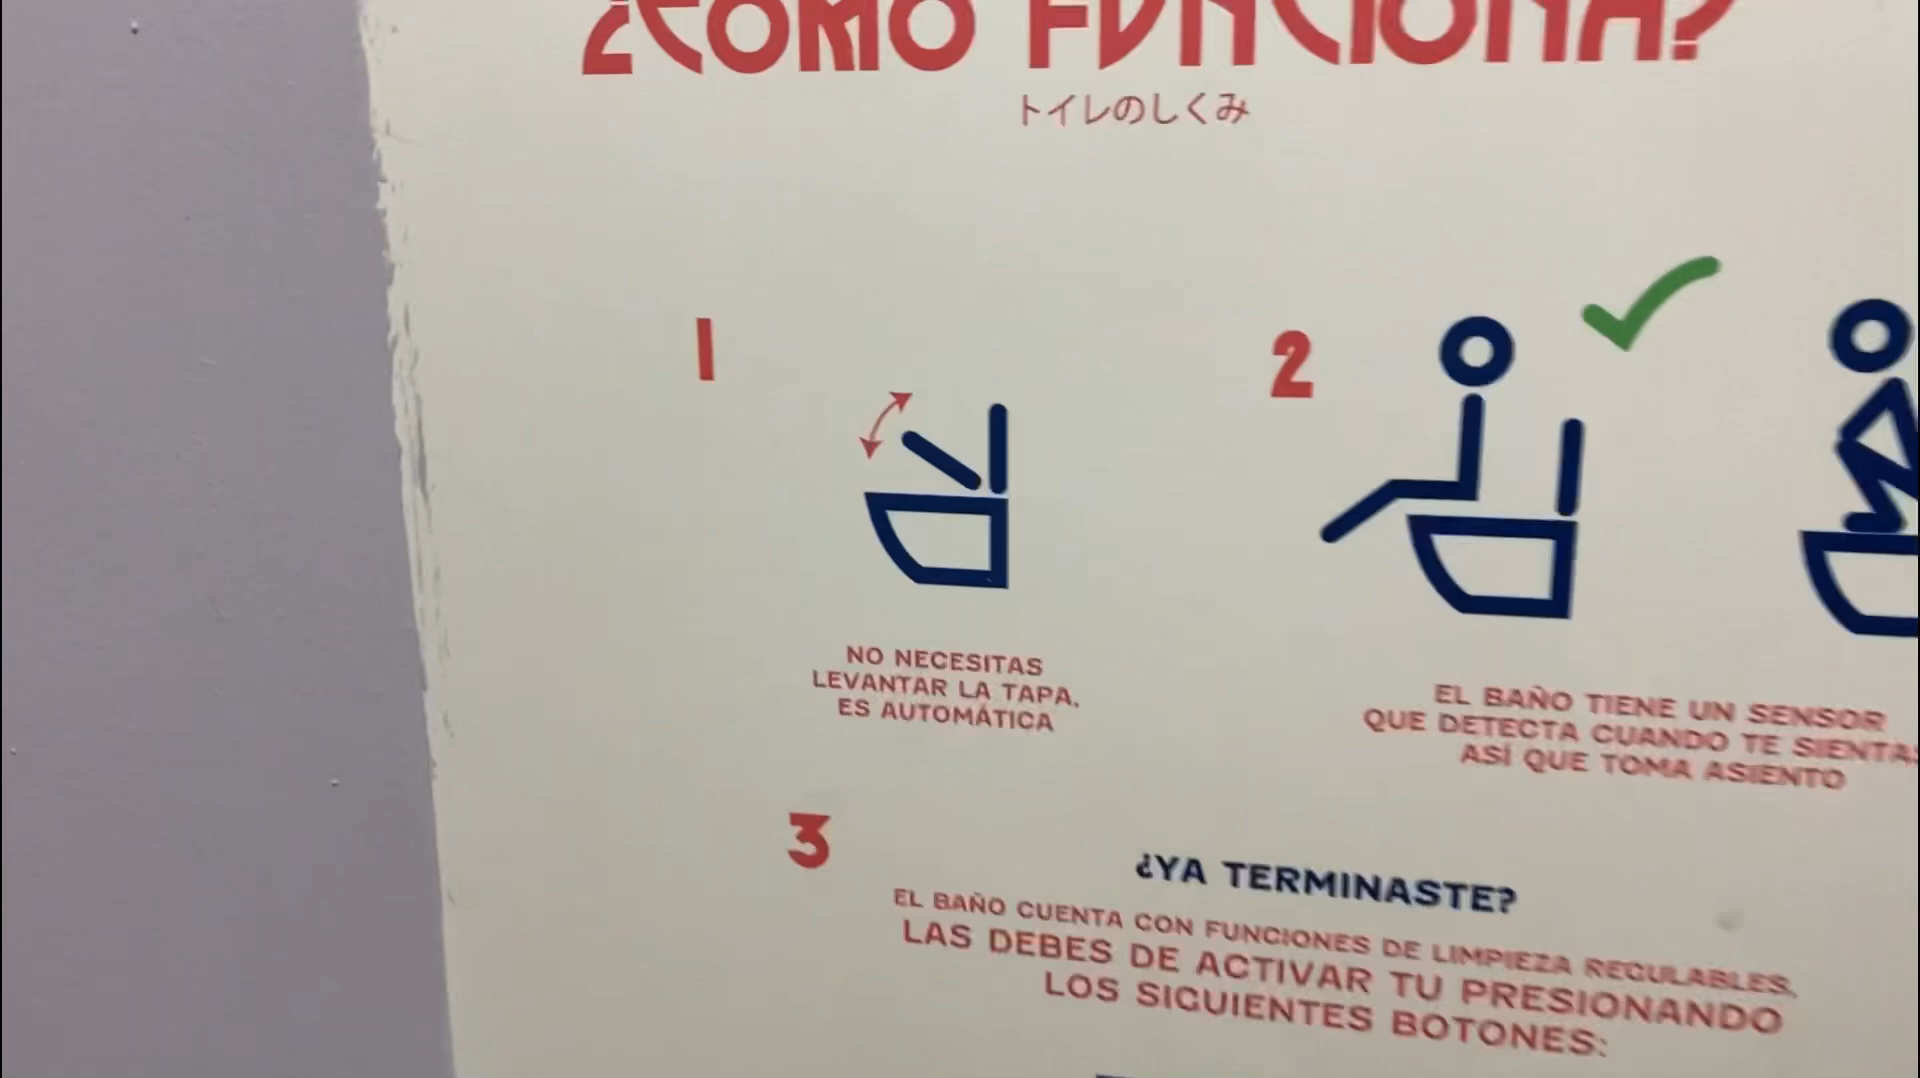 ¿CÓMO FUNCIONA?
トイレのしくみ
1
NO NECESITAS
LEVANTAR LA TAPA,
ES AUTOMÁTICA
2
EL BAÑO TIENE UN SENSOR
QUE DETECTA CUANDO TE SIENTAS
ASÍ QUE TOMA ASIENTO
3
¿YA TERMINASTE?
EL BAÑO CUENTA CON FUNCIONES DE LIMPIEZA REGULABLES,
LAS DEBES DE ACTIVAR TU PRESIONANDO
LOS SIGUIENTES BOTONES: